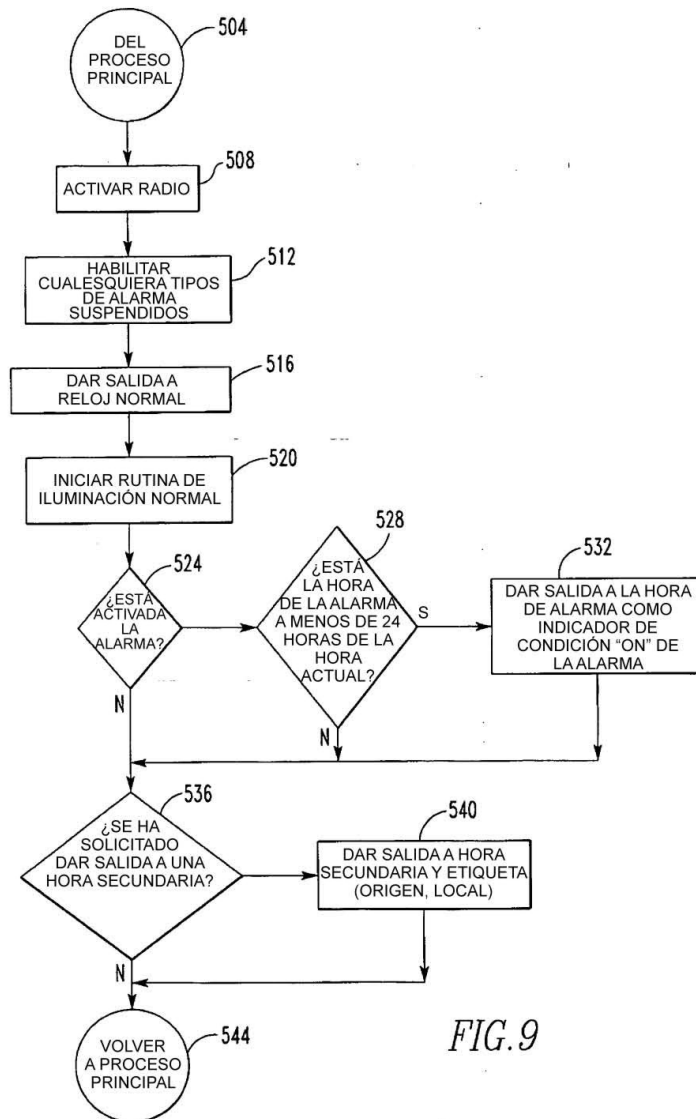 504
DEL
PROCESO
PRINCIPAL
508
ACTIVAR RADIO
512
HABILITAR
CUALESQUIERA TIPOS
DE ALARMA
SUSPENDIDOS
516
DAR SALIDA A
RELOJ NORMAL
520
INICIAR RUTINA DE
ILUMINACIÓN NORMAL
524
¿ESTÁ
ACTIVADA
LA
ALARMA?
N
528
¿ESTÁ
LA HORA
DE LA ALARMA
A MENOS DE 24
HORAS DE LA
HORA
ACTUAL?
S
N
532
DAR SALIDA A LA HORA
DE ALARMA COMO
INDICADOR DE
CONDICIÓN “ON” DE
LA ALARMA
536
¿SE HA
SOLICITADO
DAR SALIDA A UNA
HORA SECUNDARIA?
N
540
DAR SALIDA A HORA
SECUNDARIA Y ETIQUETA
(ORIGEN, LOCAL)
544
VOLVER
A PROCESO
PRINCIPAL
FIG.9